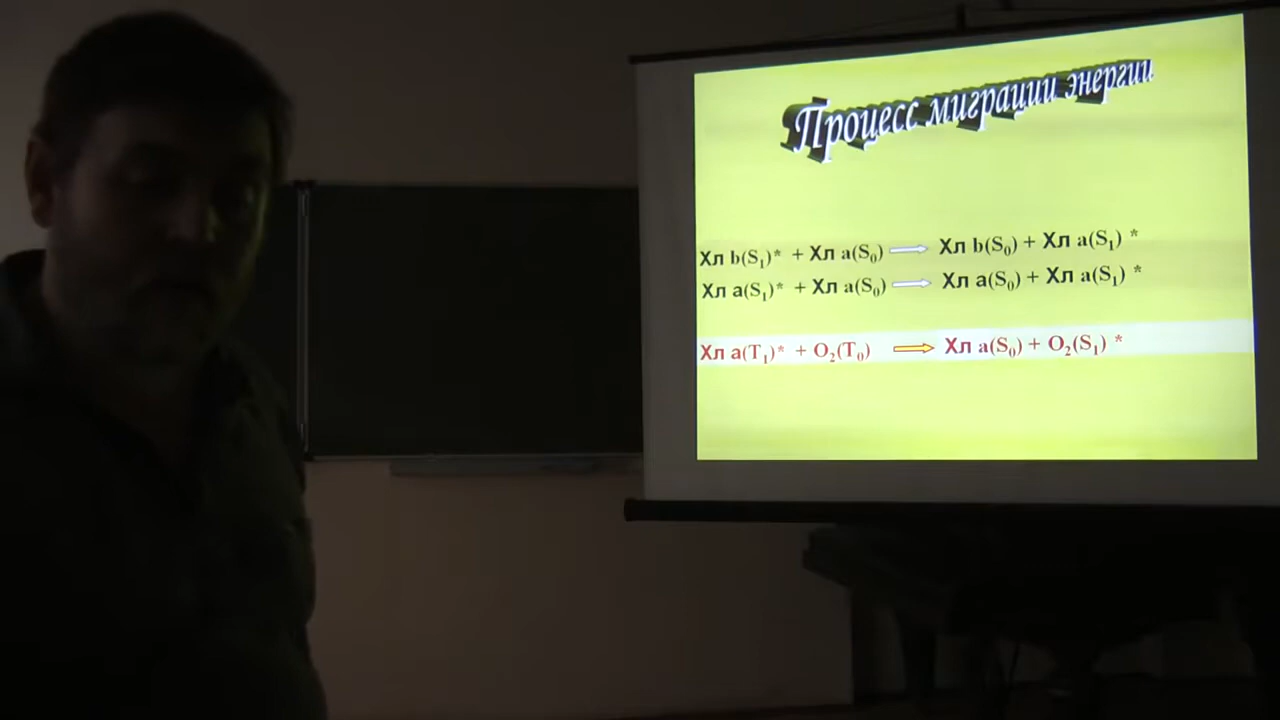 Процесс миграции энергии
Хл b(S₁)* + Хл a(S₀) ⇒ Хл b(S₀) + Хл a(S₁) *
Хл a(S₁)* + Хл a(S₀) ⇒ Хл a(S₀) + Хл a(S₁) *
Хл a(T₁)* + O₂(T₀) ⇒ Хл a(S₀) + O₂(S₁) *